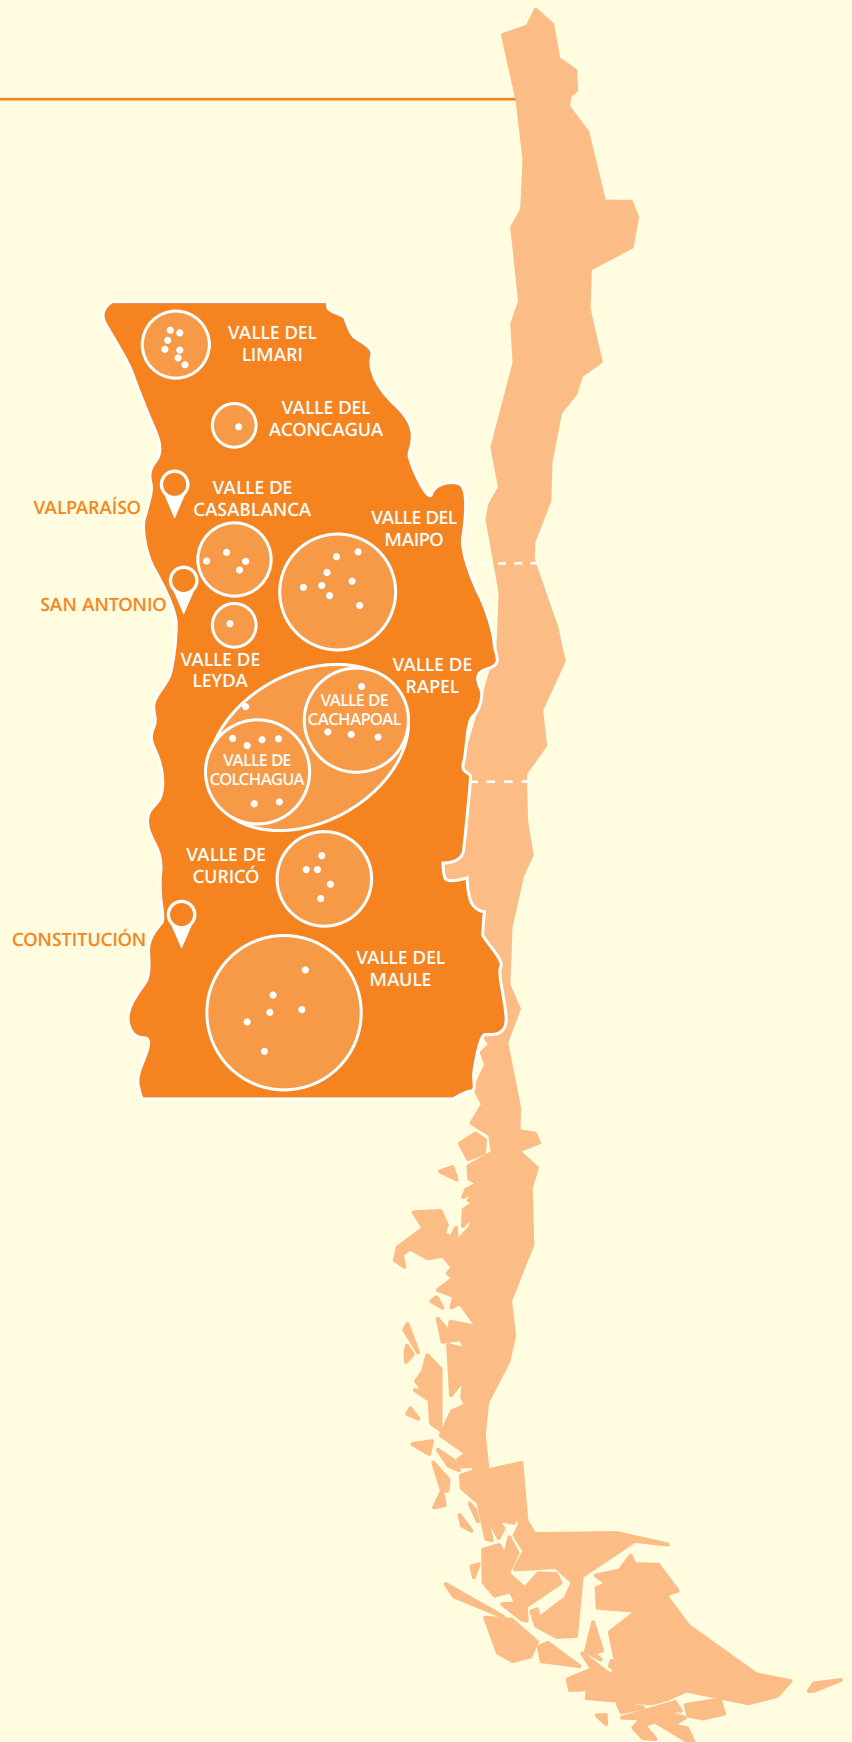 VALLE DEL
LIMARI
VALLE DEL
ACONCAGUA
VALPARAÍSO
VALLE DE
CASABLANCA
VALLE DEL
MAIPO
SAN ANTONIO
VALLE DE
LEYDA
VALLE DE
RAPEL
VALLE DE
CACHAPOAL
VALLE DE
COLCHAGUA
VALLE DE
CURICÓ
CONSTITUCIÓN
VALLE DEL
MAULE